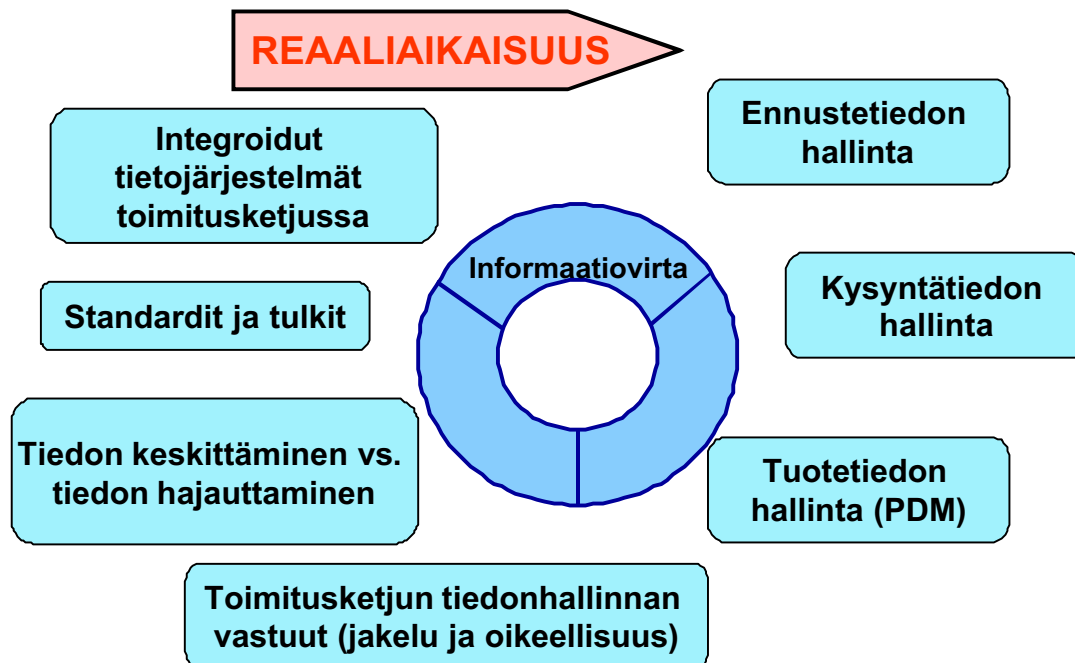 REAALIAIKAISUUS
Integroidut
tietojärjestelmät
toimitusketjussa
Ennustetiedon
hallinta
Informaatiovirta
Standardit ja tulkit
Kysyntätiedon
hallinta
Tiedon keskittäminen vs.
tiedon hajauttaminen
Tuotetiedon
hallinta (PDM)
Toimitusketjun tiedonhallinnan
vastuut (jakelu ja oikeellisuus)